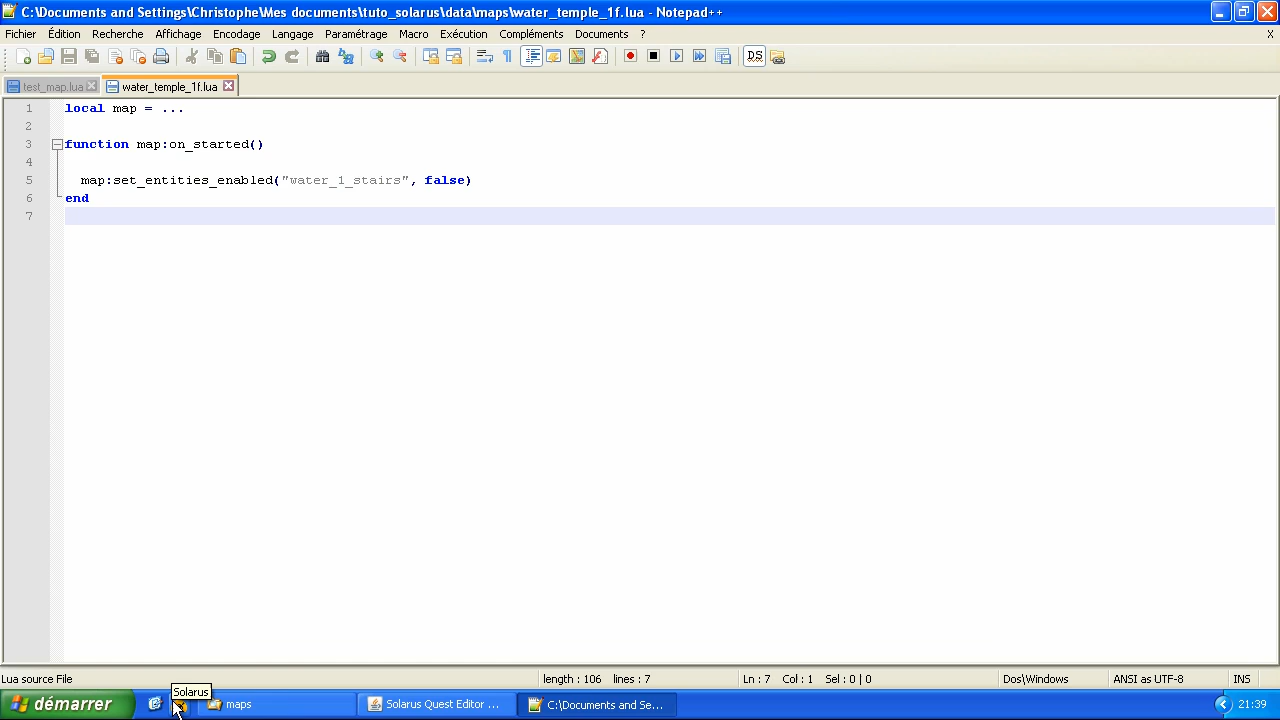 C:\Documents and Settings\Christophe\Mes documents\tuto_solarus\data\maps\water_temple_1f.lua - Notepad++
Fichier Édition Recherche Affichage Encodage Langage Paramétrage Macro Exécution Compléments Documents ? X
test_map.lua water_temple_1f.lua
1 local map = ...
2
3 function map:on_started()
4
5 map:set_entities_enabled("water_1_stairs", false)
6 end
7
Lua source File length : 106 lines : 7 Ln : 7 Col : 1 Sel : 0 | 0 Dos\Windows ANSI as UTF-8 INS
Solarus
démarrer maps Solarus Quest Editor ... C:\Documents and Se... 21:39